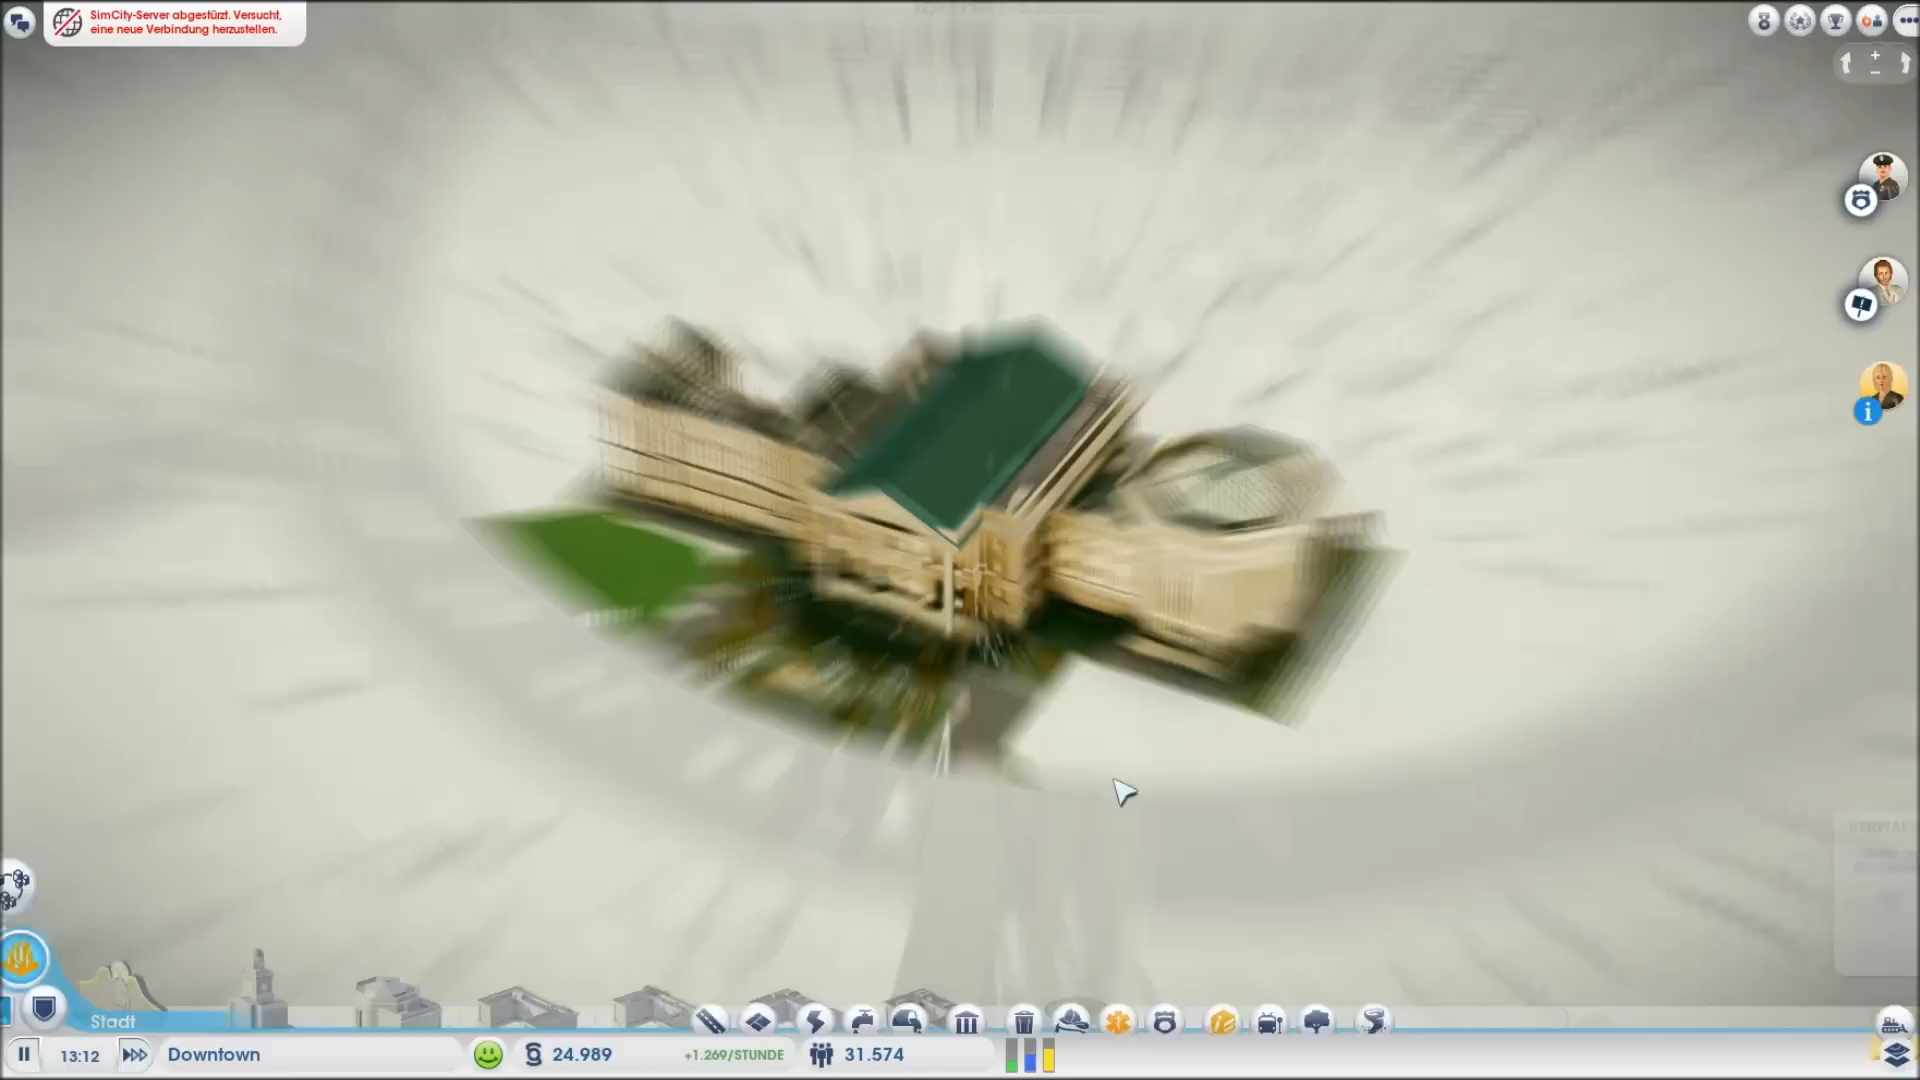 SimCity-Server abgestürzt. Versucht,
eine neue Verbindung herzustellen.
Stadt
13:12
Downtown
24.989
+1.269/STUNDE
31.574